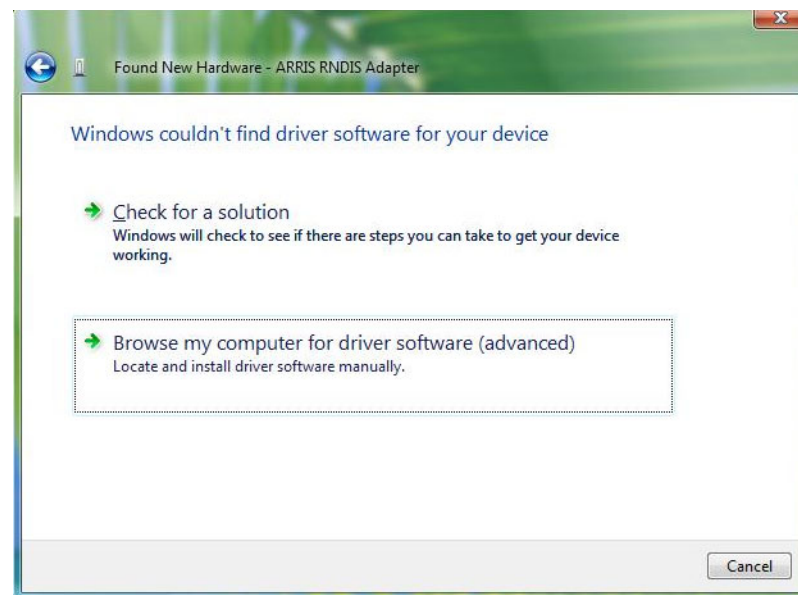 Found New Hardware - ARRIS RNDIS Adapter
Windows couldn't find driver software for your device
Check for a solution
Windows will check to see if there are steps you can take to get your device
working.
Browse my computer for driver software (advanced)
Locate and install driver software manually.
Cancel